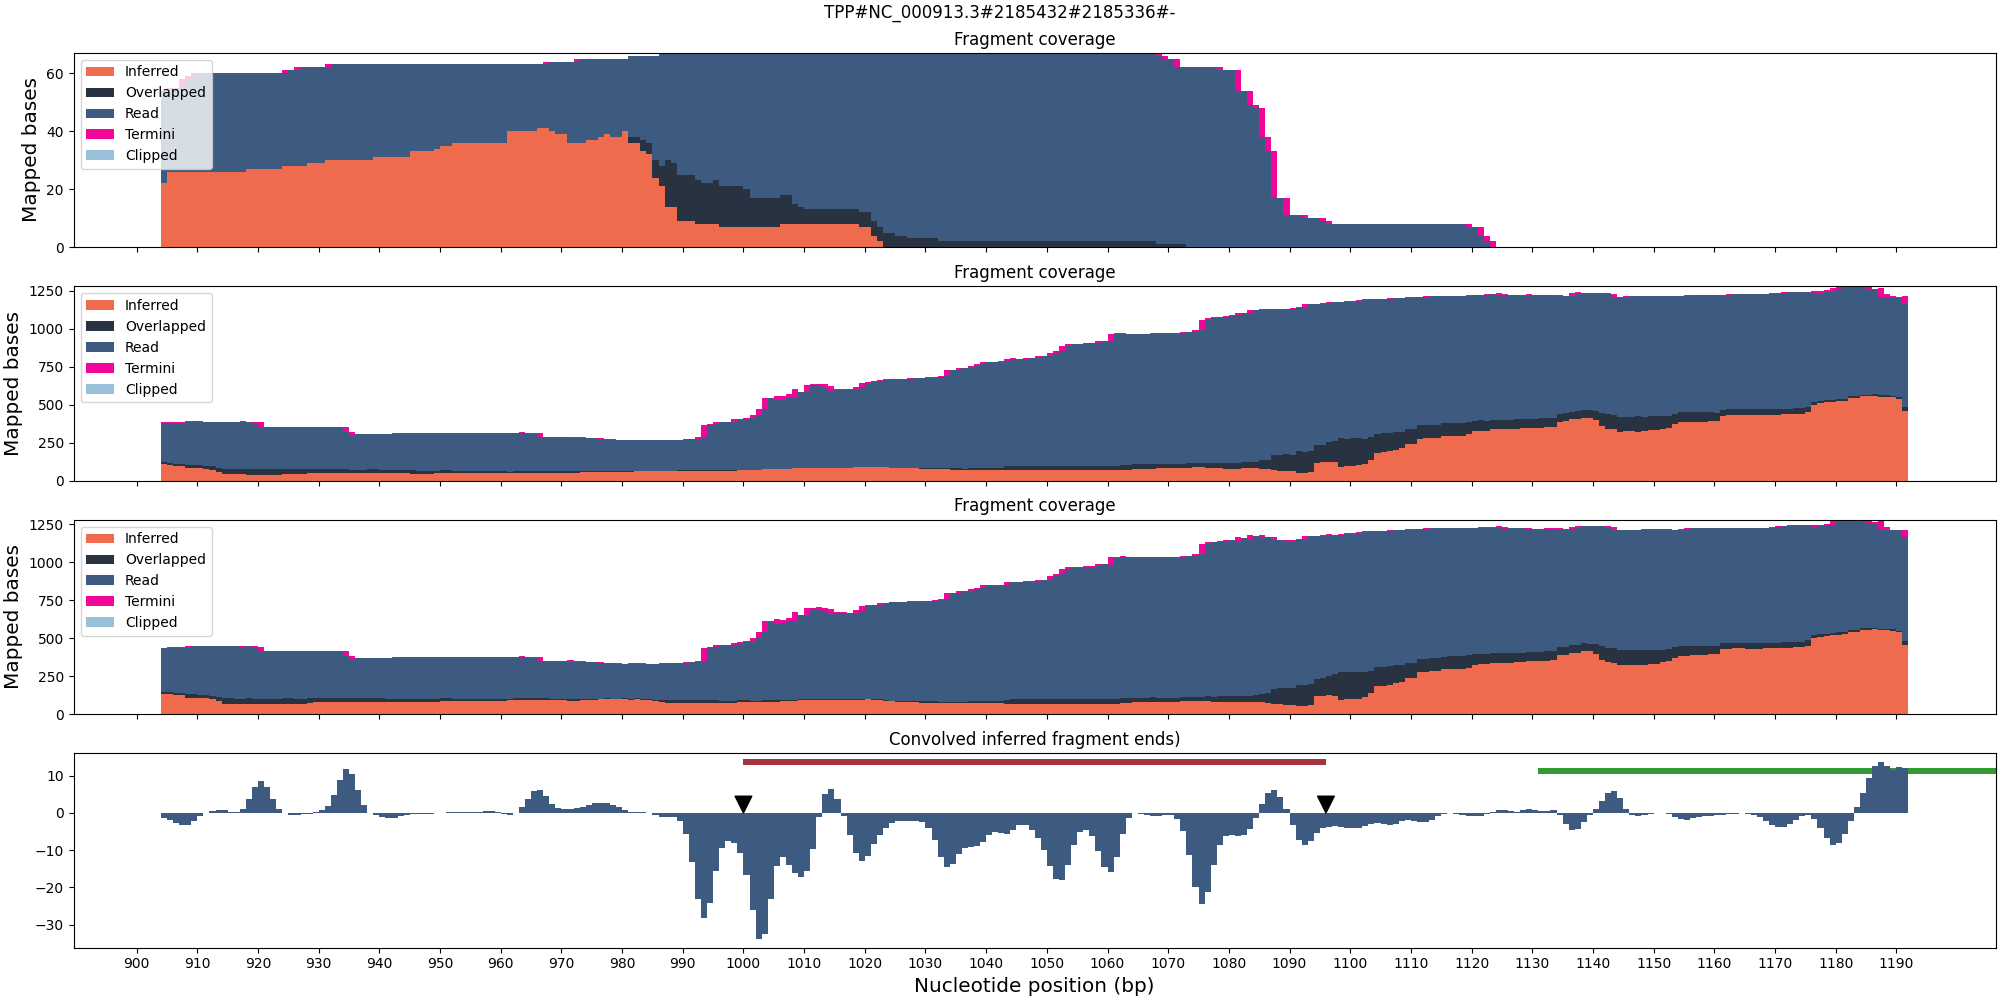 TPP#NC_000913.3#2185432#2185336#-
Fragment coverage
Mapped bases
60
40
20
0
Inferred
Overlapped
Read
Termini
Clipped
Fragment coverage
Mapped bases
1250
1000
750
500
250
0
Inferred
Overlapped
Read
Termini
Clipped
Fragment coverage
Mapped bases
1250
1000
750
500
250
0
Inferred
Overlapped
Read
Termini
Clipped
Convolved inferred fragment ends)
10
0
−10
−20
−30
900 910 920 930 940 950 960 970 980 990 1000 1010 1020 1030 1040 1050 1060 1070 1080 1090 1100 1110 1120 1130 1140 1150 1160 1170 1180 1190
Nucleotide position (bp)